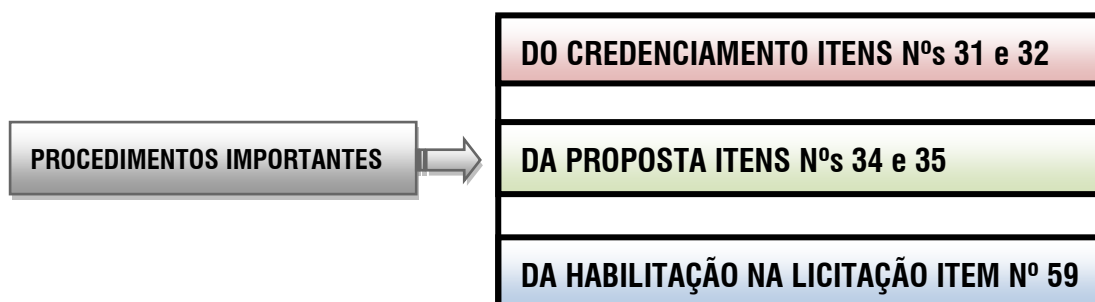 PROCEDIMENTOS IMPORTANTES
DO CREDENCIAMENTO ITENS Nºs 31 e 32
DA PROPOSTA ITENS Nºs 34 e 35
DA HABILITAÇÃO NA LICITAÇÃO ITEM Nº 59